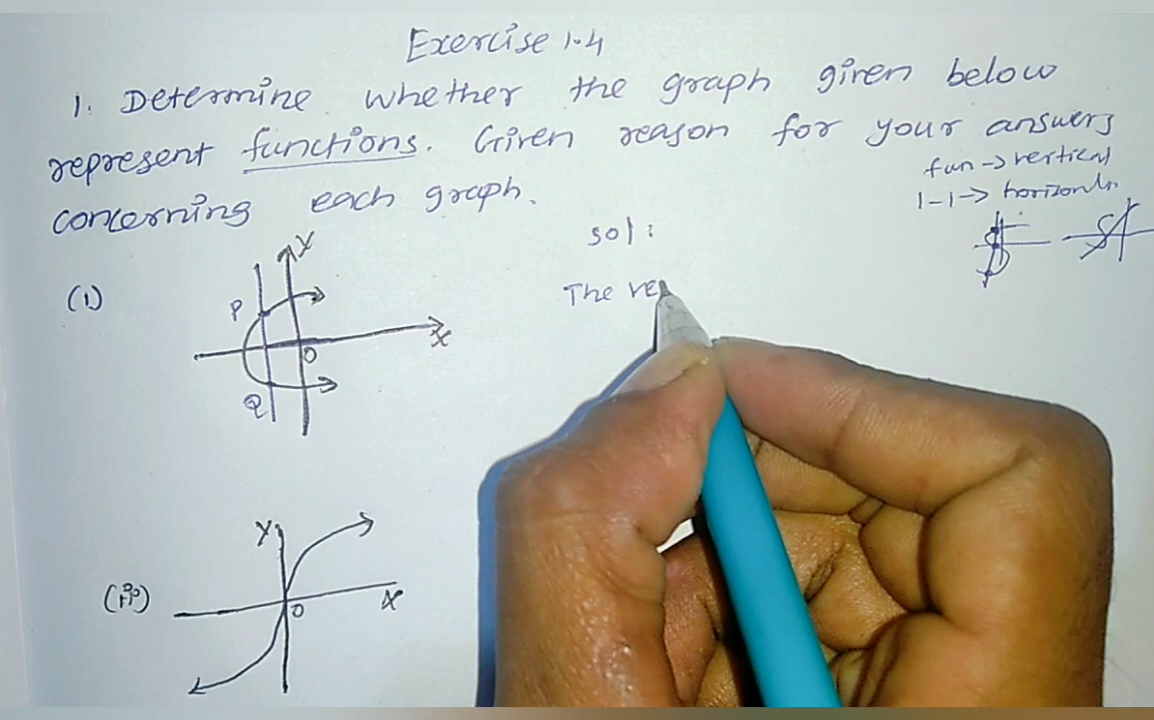 Exercise 1.4
1. Determine whether the graph given below
represent functions. Given reason for your answers
concerning each graph.
fun -> vertical
1-1 -> horizontal
sol :
(i)
Y
P
O
X
Q
The re
(ii)
Y
O
X